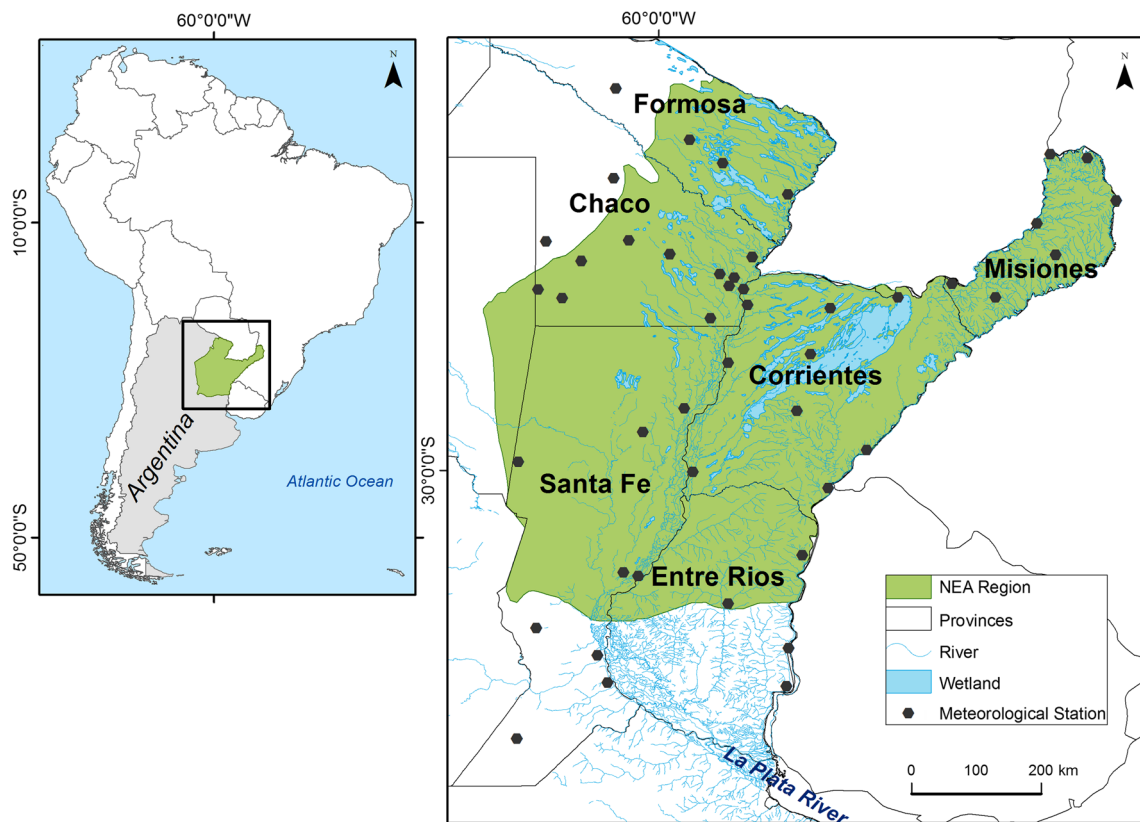 60°0'0"W
N
10°0'0"S
50°0'0"S
Argentina
Atlantic Ocean
60°0'0"W
N
30°0'0"S
Formosa
Chaco
Misiones
Corrientes
Santa Fe
Entre Rios
La Plata River
NEA Region
Provinces
River
Wetland
Meteorological Station
0 100 200 km